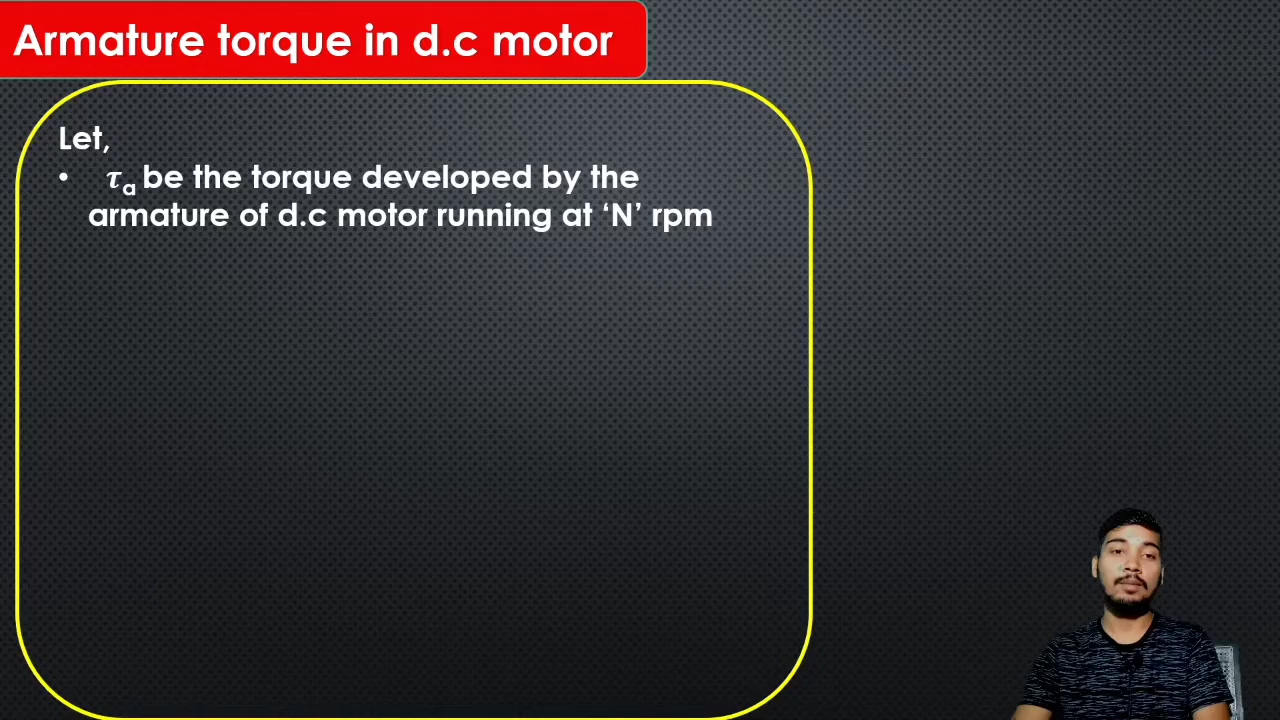 Armature torque in d.c motor
Let,
• 𝜏a be the torque developed by the
armature of d.c motor running at ‘N’ rpm